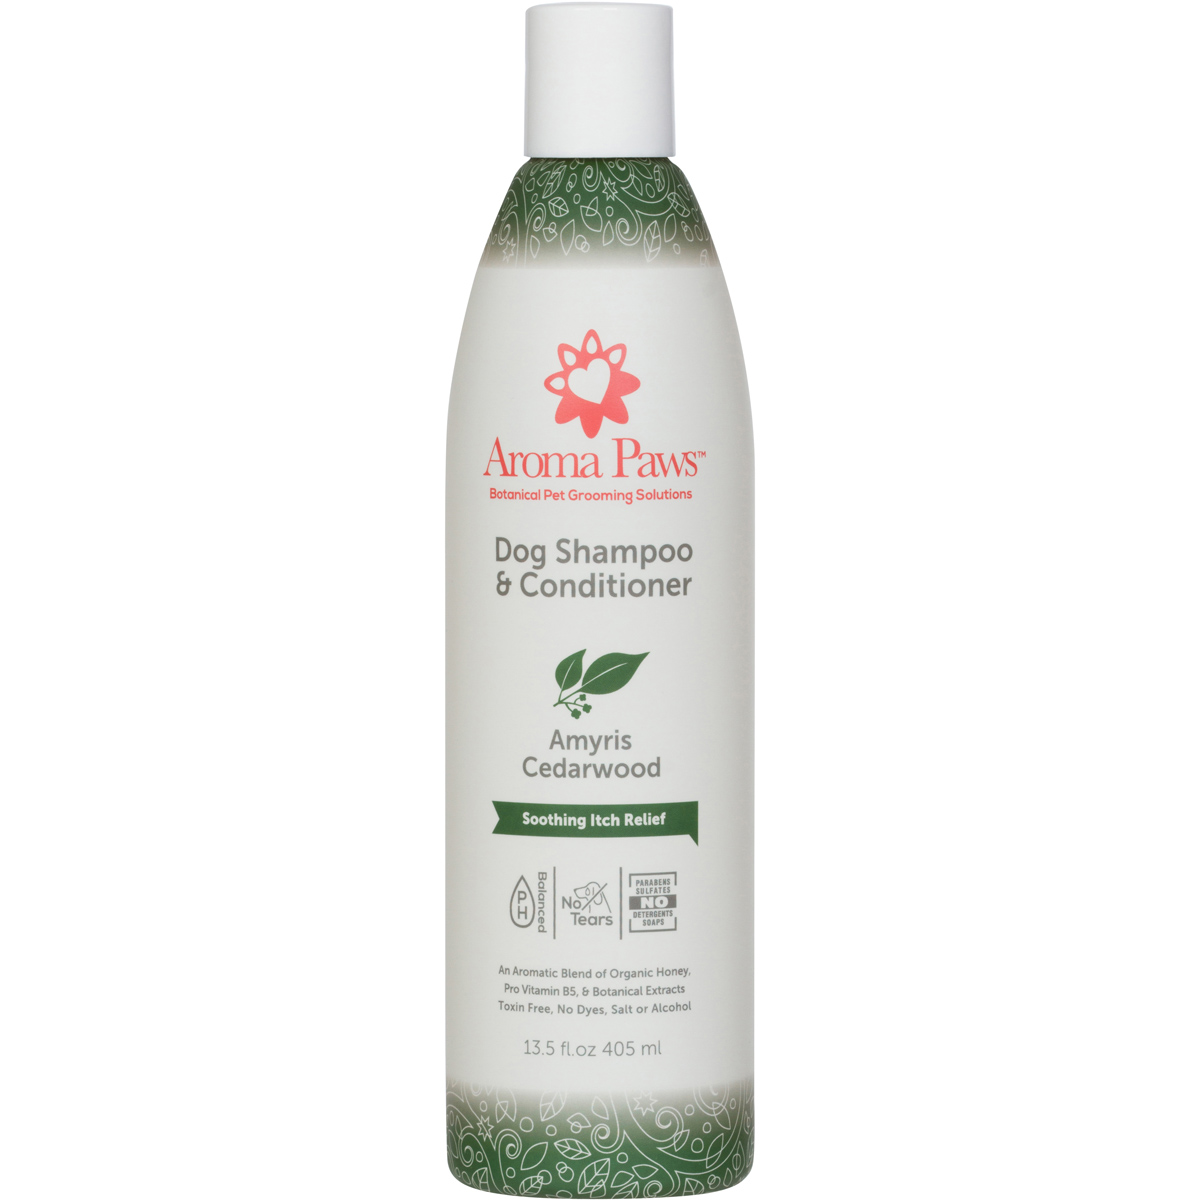 Aroma Paws™
Botanical Pet Grooming Solutions
Dog Shampoo
& Conditioner
Amyris
Cedarwood
Soothing Itch Relief
PH
Balanced
No
Tears
PARABENS
SULFATES
NO
DETERGENTS
SOAPS
An Aromatic Blend of Organic Honey,
Pro Vitamin B5, & Botanical Extracts
Toxin Free, No Dyes, Salt or Alcohol
13.5 fl.oz 405 ml